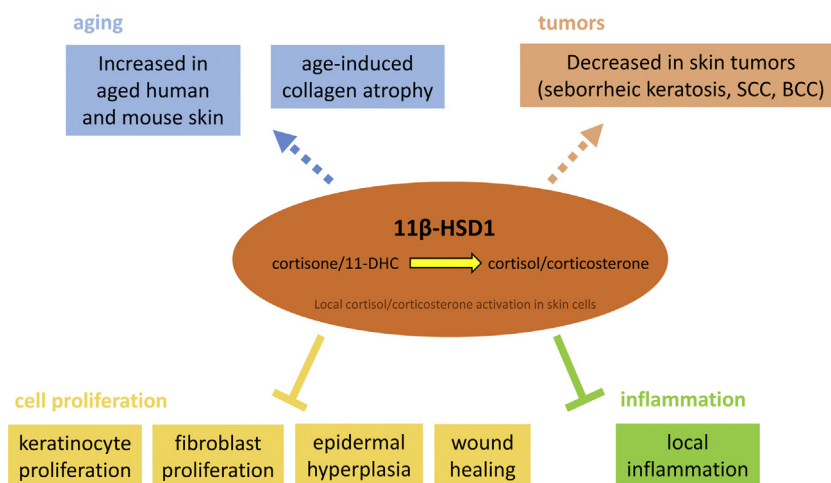 aging
Increased in
aged human
and mouse skin
age-induced
collagen atrophy
tumors
Decreased in skin tumors
(seborrheic keratosis, SCC, BCC)
11β-HSD1
cortisone/11-DHC
cortisol/corticosterone
Local cortisol/corticosterone activation in skin cells
cell proliferation
keratinocyte
proliferation
fibroblast
proliferation
epidermal
hyperplasia
wound
healing
inflammation
local
inflammation